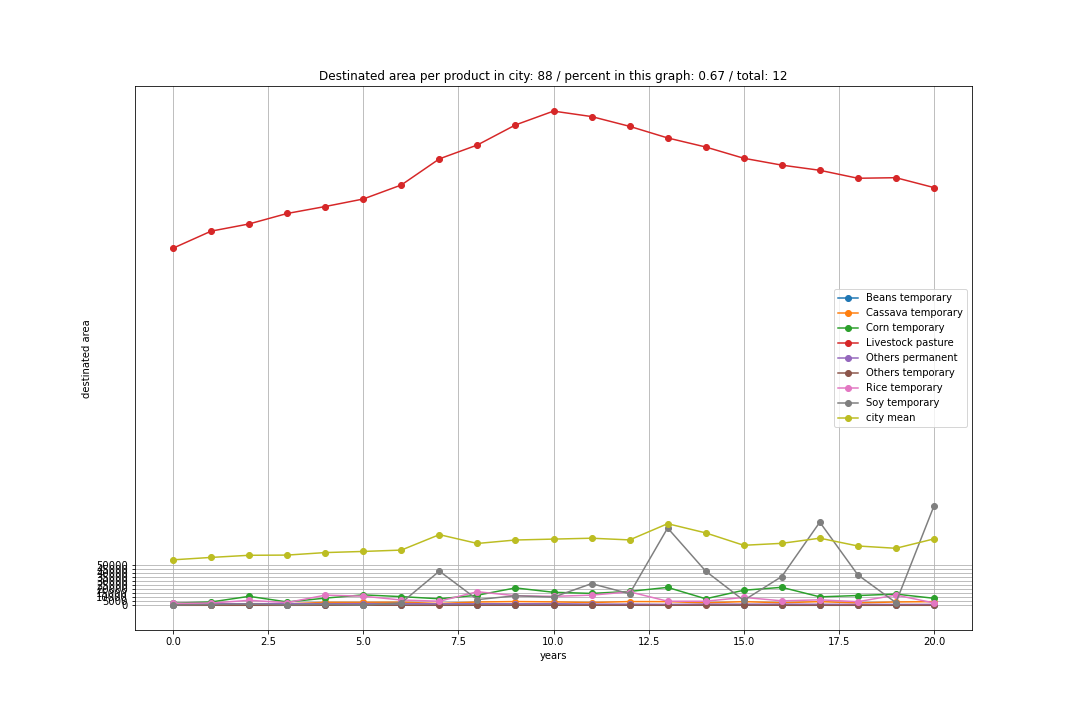 Destinated area per product in city: 88 / percent in this graph: 0.67 / total: 12
destinated area
Beans temporary
Cassava temporary
Corn temporary
Livestock pasture
Others permanent
Others temporary
Rice temporary
Soy temporary
city mean
50000
5000
0
0.0 2.5 5.0 7.5 10.0 12.5 15.0 17.5 20.0
years